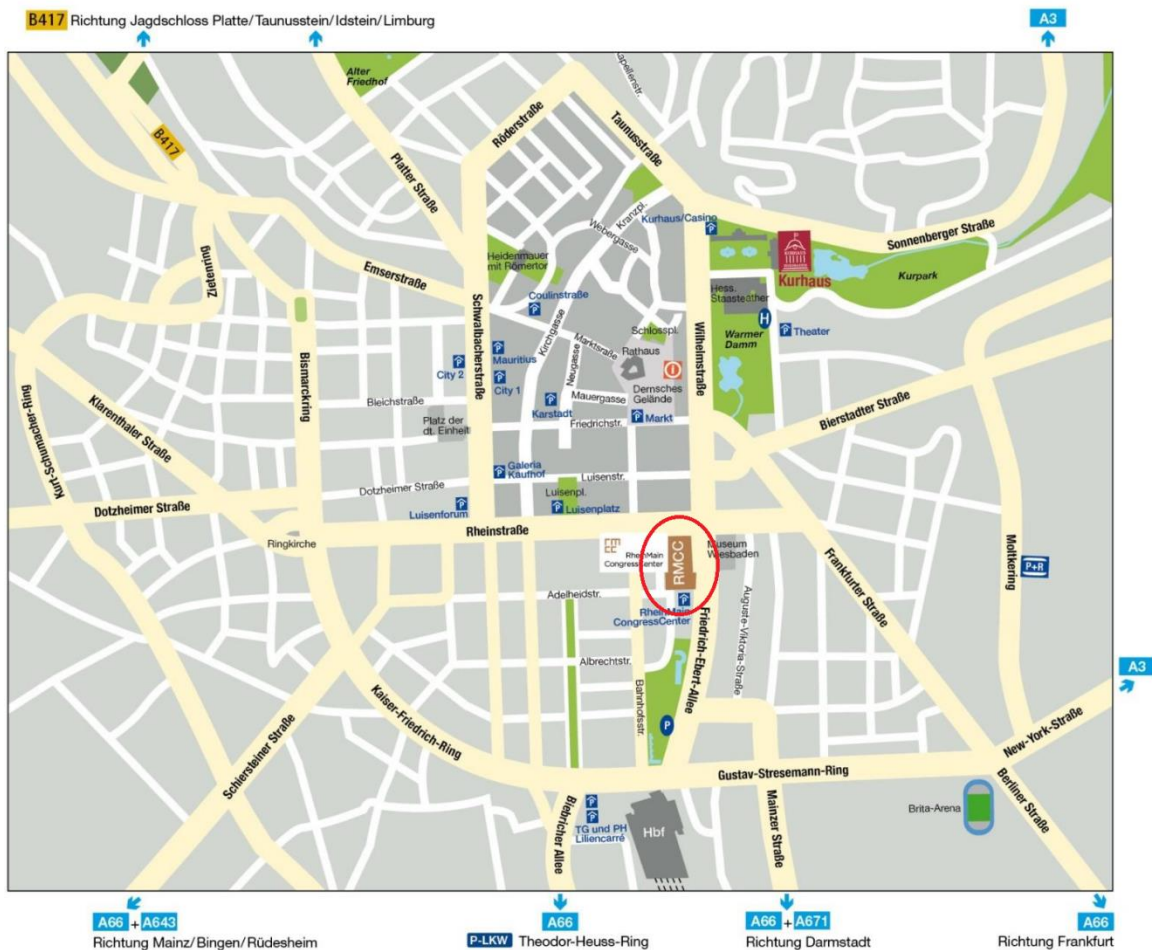 B417 Richtung Jagdschloss Platte/Taunusstein/Idstein/Limburg
A3
Alter
Friedhof
Kapellenstr.
B417
Röderstraße
Taunusstraße
Platter Straße
Kranzpl.
Kurhaus/Casino
Webergasse
Sonnenberger Straße
KURHAUS
Kurhaus
Kurpark
Heidenmauer
mit Römertor
Zietenring
Emserstraße
Coulinstraße
Hess.
Staasteather
Schwalbacherstraße
Kirchgasse
Schlosspl.
Wilhelmstraße
H
Warmer
Damm
Theater
Marktsraße
Neugasse
Rathaus
Mauritius
City 2
City 1
Bismarckring
Bleichstraße
Mauergasse
Dernsches
Gelände
Karstadt
Markt
Platz der
dt. Einheit
Friedrichstr.
Bierstadter Straße
Klarenthaler Straße
Kurt-Schumacher-Ring
Galeria
Kaufhof
Luisenstr.
Dotzheimer Straße
Luisenpl.
Luisenplatz
Dotzheimer Straße
Luisenforum
Rheinstraße
Ringkirche
RheinMain
CongressCenter
RMCC
Museum
Wiesbaden
Frankfurter Straße
Moltkering
P+R
Adelheidstr.
RheinMain
CongressCenter
Friedrich-Ebert-Allee
Auguste-Viktoria-Straße
Albrechtstr.
Bahnhofsstr.
A3
P
Kaiser-Friedrich-Ring
Schiersteiner Straße
New-York-Straße
Gustav-Stresemann-Ring
Berliner Straße
Mainzer Straße
Brita-Arena
TG und PH
Liliencarré
Biebricher Allee
Hbf
A66 + A643
Richtung Mainz/Bingen/Rüdesheim
A66
P-LKW Theodor-Heuss-Ring
A66 + A671
Richtung Darmstadt
A66
Richtung Frankfurt